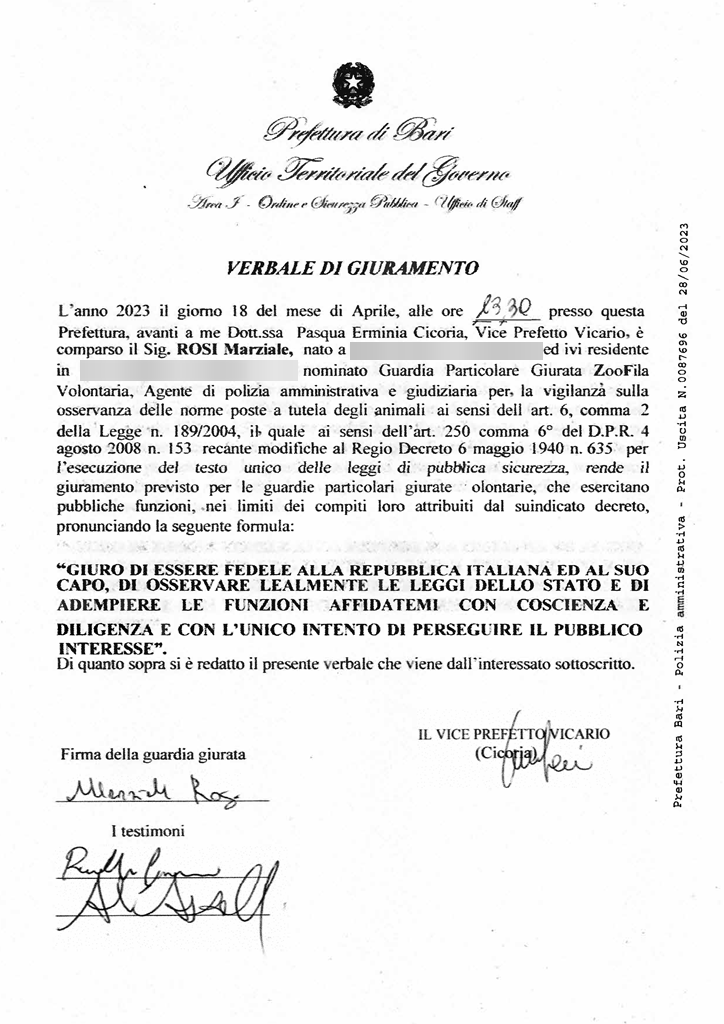 Prefettura di Bari
Ufficio Territoriale del Governo
Area I - Ordine e Sicurezza Pubblica - Ufficio di Staff
VERBALE DI GIURAMENTO
L'anno 2023 il giorno 18 del mese di Aprile, alle ore 1330 presso questa
Prefettura, avanti a me Dott.ssa Pasqua Erminia Cicoria, Vice Prefetto Vicario, è
comparso il Sig. ROSI Marziale, nato a ed ivi residente
in nominato Guardia Particolare Giurata ZooFila
Volontaria, Agente di polizia amministrativa e giudiziaria per, la vigilanza sulla
osservanza delle norme poste a tutela degli animali ai sensi dell art. 6, comma 2
della Legge n. 189/2004, il quale ai sensi dell'art. 250 comma 6° del D.P.R. 4
agosto 2008 n. 153 recante modifiche al Regio Decreto 6 maggio 1940 n. 635 per
l'esecuzione del testo unico delle leggi di pubblica sicurezza, rende il
giuramento previsto per le guardie particolari giurate olontarie, che esercitano
pubbliche funzioni, nei limiti dei compiti loro attribuiti dal suindicato decreto,
pronunciando la seguente formula:
"GIURO DI ESSERE FEDELE ALLA REPUBBLICA ITALIANA ED AL SUO
CAPO, DI OSSERVARE LEALMENTE LE LEGGI DELLO STATO E DI
ADEMPIERE LE FUNZIONI AFFIDATEMI CON COSCIENZA E
DILIGENZA E CON L'UNICO INTENTO DI PERSEGUIRE IL PUBBLICO
INTERESSE".
Di quanto sopra si è redatto il presente verbale che viene dall'interessato sottoscritto.
IL VICE PREFETTO VICARIO
(Cicoria)
Firma della guardia giurata
I testimoni
Prefettura Bari - Polizia amministrativa - Prot. Uscita N.0087696 del 28/06/2023